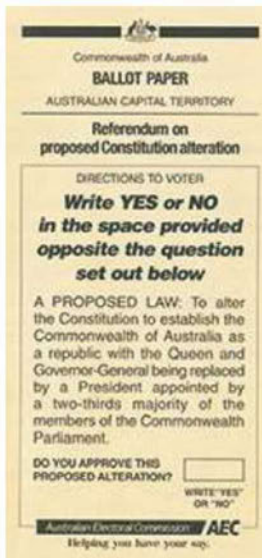 Commonwealth of Australia
BALLOT PAPER
AUSTRALIAN CAPITAL TERRITORY
Referendum on
proposed Constitution alteration
DIRECTIONS TO VOTER
Write YES or NO
in the space provided
opposite the question
set out below
A PROPOSED LAW: To alter
the Constitution to establish the
Commonwealth of Australia as
a republic with the Queen and
Governor-General being replaced
by a President appointed by
a two-thirds majority of the
members of the Commonwealth
Parliament.
DO YOU APPROVE THIS
PROPOSED ALTERATION?
WRITE "YES"
OR "NO"
Australian Electoral Commission AEC
Helping you have your say.